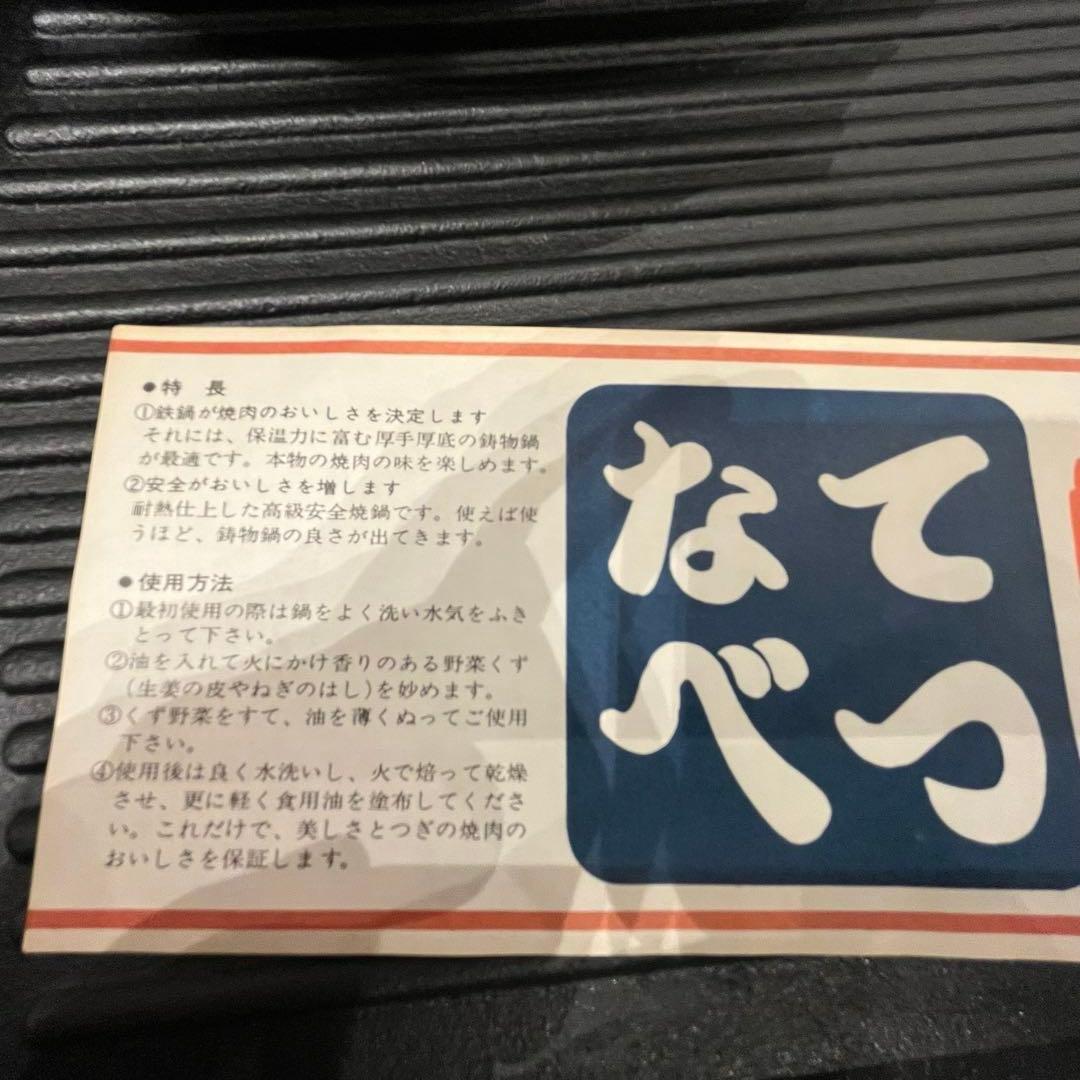 ●特 長
①鉄鍋が焼肉のおいしさを決定します
それには、保温力に富む厚手厚底の鋳物鍋
が最適です。本物の焼肉の味を楽しめます。
②安全がおいしさを増します
耐熱仕上した高級安全焼鍋です。使えば使
うほど、鋳物鍋の良さが出てきます。
●使用方法
①最初使用の際は鍋をよく洗い水気をふき
とって下さい。
②油を入れて火にかけ香りのある野菜くず
(生姜の皮やねぎのはし)を炒めます。
③くず野菜をすて、油を薄くぬってご使用
下さい。
④使用後は良く水洗いし、火で焙って乾燥
させ、更に軽く食用油を塗布してくださ
い。これだけで、美しさとつぎの焼肉の
おいしさを保証します。
てつ
なべ